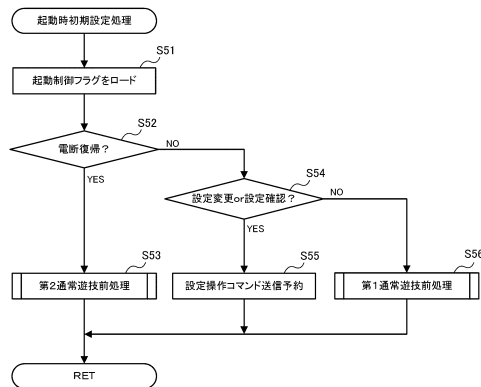 起動時初期設定処理
S51
起動制御フラグをロード
S52
電断復帰?
NO
YES
S54
設定変更or設定確認?
NO
YES
S53
第2通常遊技前処理
S55
設定操作コマンド送信予約
S56
第1通常遊技前処理
RET